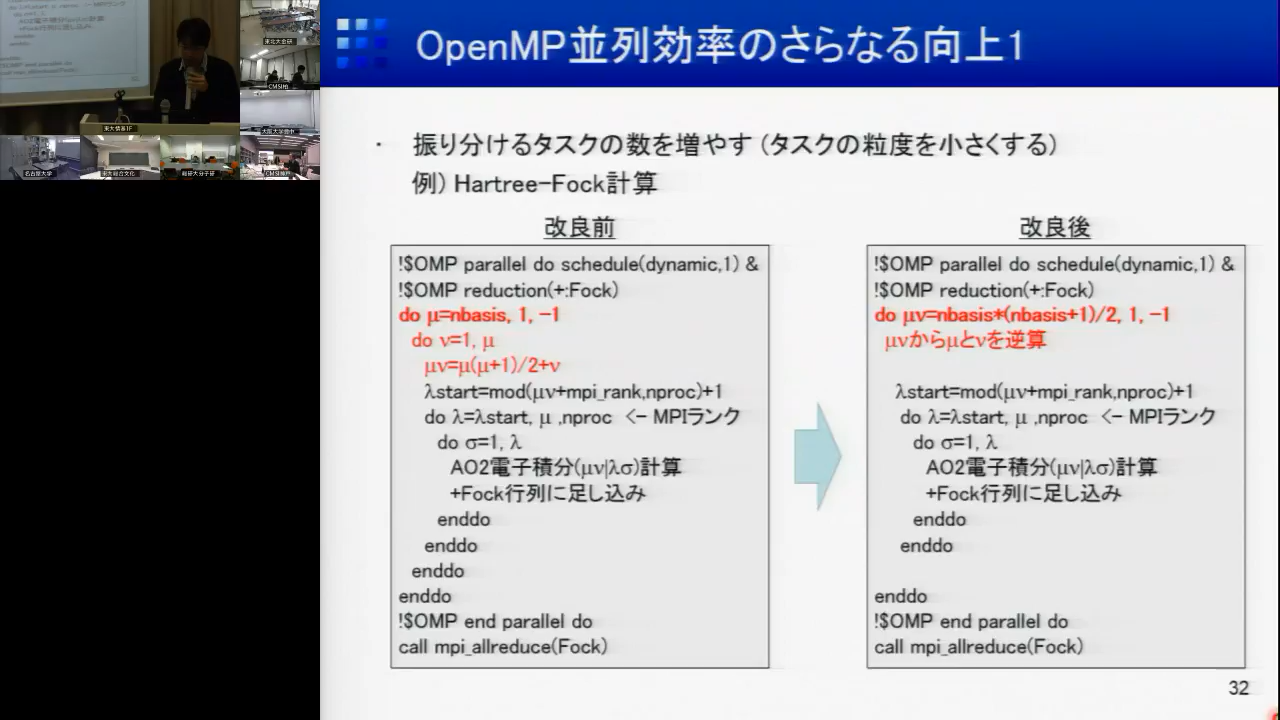 OpenMP並列効率のさらなる向上1
・ 振り分けるタスクの数を増やす (タスクの粒度を小さくする)
例) Hartree-Fock計算
改良前
!$OMP parallel do schedule(dynamic,1) &
!$OMP reduction(+:Fock)
do μ=nbasis, 1, -1
do ν=1, μ
μν=μ(μ+1)/2+ν
λstart=mod(μν+mpi_rank,nproc)+1
do λ=λstart, μ ,nproc <- MPIランク
do σ=1, λ
AO2電子積分(μν|λσ)計算
+Fock行列に足し込み
enddo
enddo
enddo
enddo
!$OMP end parallel do
call mpi_allreduce(Fock)
改良後
!$OMP parallel do schedule(dynamic,1) &
!$OMP reduction(+:Fock)
do μν=nbasis*(nbasis+1)/2, 1, -1
μνからμとνを逆算
λstart=mod(μν+mpi_rank,nproc)+1
do λ=λstart, μ ,nproc <- MPIランク
do σ=1, λ
AO2電子積分(μν|λσ)計算
+Fock行列に足し込み
enddo
enddo
enddo
!$OMP end parallel do
call mpi_allreduce(Fock)
32
名古屋大学